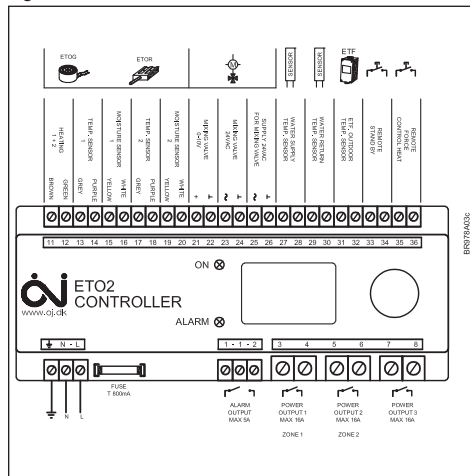 ETOG
ETOR
M
SENSOR
SENSOR
ETF
HEATING
1 + 2
TEMP. SENSOR
1
MOISTURE SENSOR
1
TEMP. SENSOR
2
MOISTURE SENSOR
2
MIXING VALVE
0-10V
MIXING VALVE
24VAC
SUPPLY 24VAC
FOR MIXING VALVE
WATER SUPPLY
TEMP. SENSOR
WATER RETURN
TEMP. SENSOR
ETF, OUTDOOR
TEMP. SENSOR
REMOTE
STAND BY
REMOTE
FORCE
CONTROL HEAT
BROWN
GREEN
GREY
PURPLE
YELLOW
WHITE
GREY
PURPLE
YELLOW
WHITE
11 12 13 14 15 16 17 18 19 20 21 22 23 24 25 26 27 28 29 30 31 32 33 34 35 36
BR978A03c
ON
OJ
ETO2
CONTROLLER
www.oj.dk
ALARM
N - L
1 - 1 - 2 3 4 5 6 7 8
FUSE
T 800mA
N L
ALARM
OUTPUT
MAX 5A
POWER
OUTPUT 1
MAX 16A
POWER
OUTPUT 2
MAX 16A
POWER
OUTPUT 3
MAX 16A
ZONE 1
ZONE 2